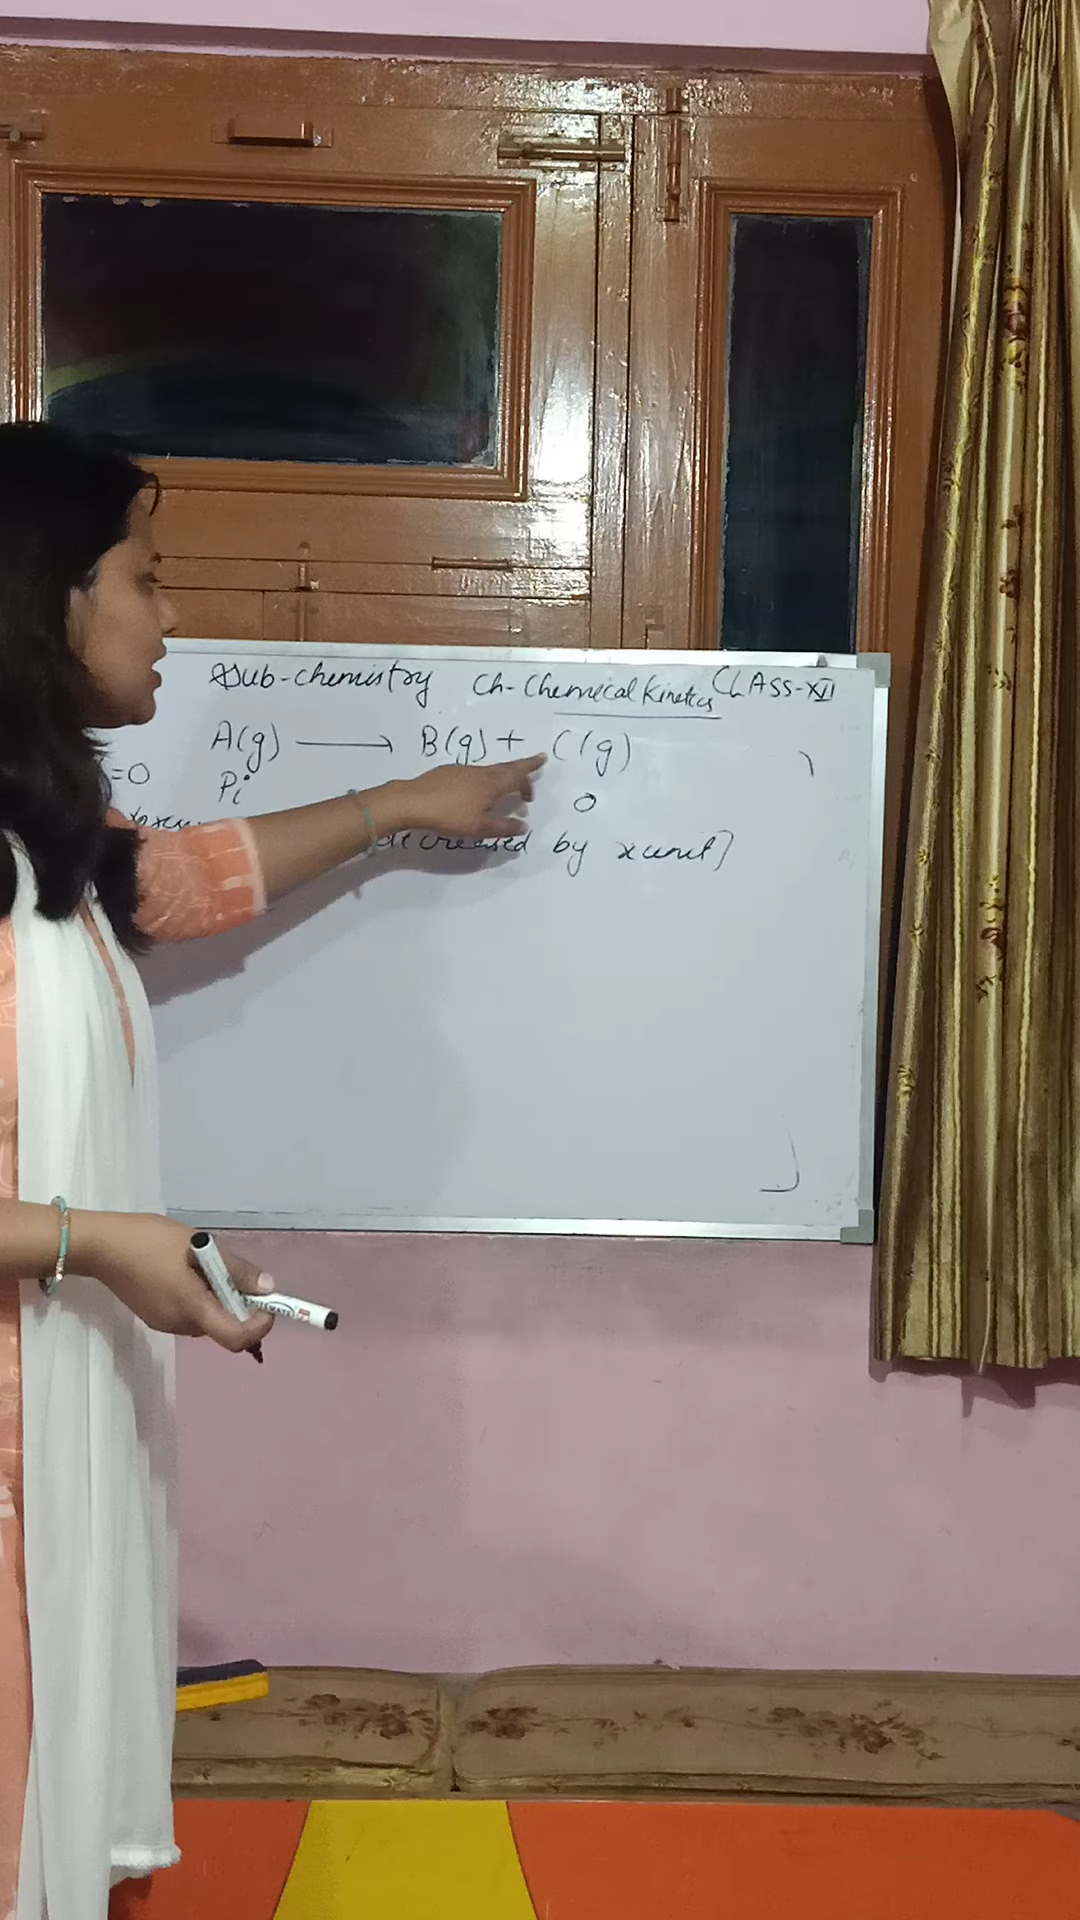 Sub-chemistry Ch-Chemical Kinetics CLASS-XII
A(g) ⟶ B(g) + C(g)
=0 Pi 0
decreased by x unit]